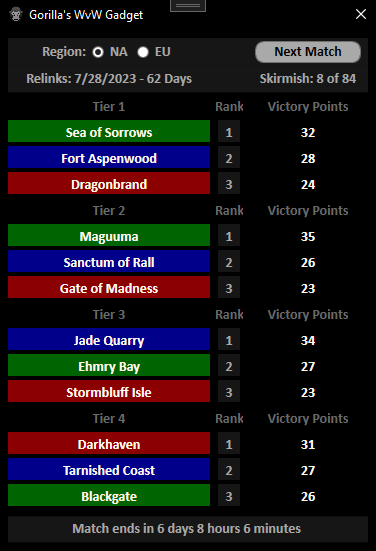 Gorilla's WvW Gadget
Region: NA EU Next Match
Relinks: 7/28/2023 - 62 Days Skirmish: 8 of 84
Tier 1 Rank Victory Points
Sea of Sorrows 1 32
Fort Aspenwood 2 28
Dragonbrand 3 24
Tier 2 Rank Victory Points
Maguuma 1 35
Sanctum of Rall 2 26
Gate of Madness 3 23
Tier 3 Rank Victory Points
Jade Quarry 1 34
Ehmry Bay 2 27
Stormbluff Isle 3 23
Tier 4 Rank Victory Points
Darkhaven 1 31
Tarnished Coast 2 27
Blackgate 3 26
Match ends in 6 days 8 hours 6 minutes